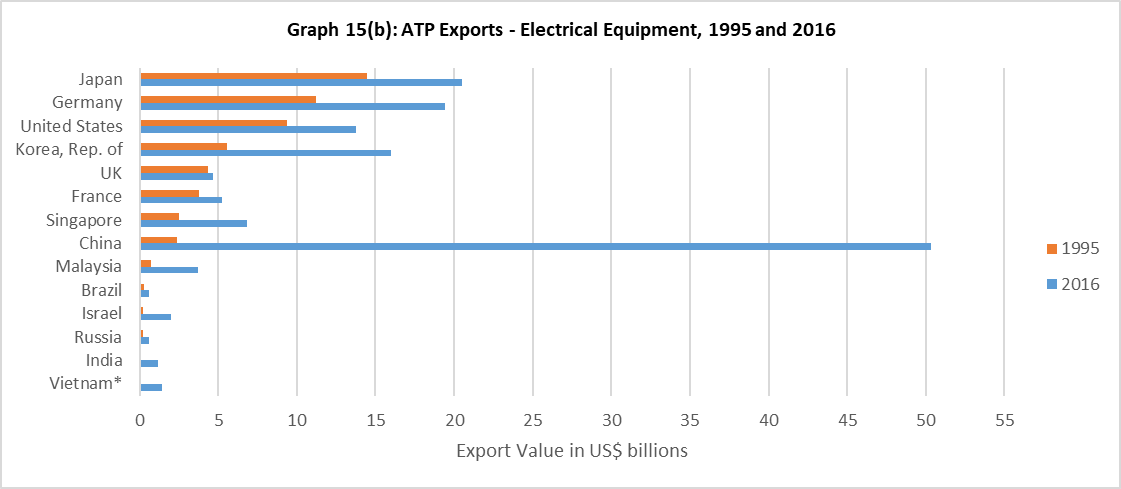 Graph 15(b): ATP Exports - Electrical Equipment, 1995 and 2016
Japan
Germany
United States
Korea, Rep. of
UK
France
Singapore
China
Malaysia
Brazil
Israel
Russia
India
Vietnam*
1995
2016
0 5 10 15 20 25 30 35 40 45 50 55
Export Value in US$ billions